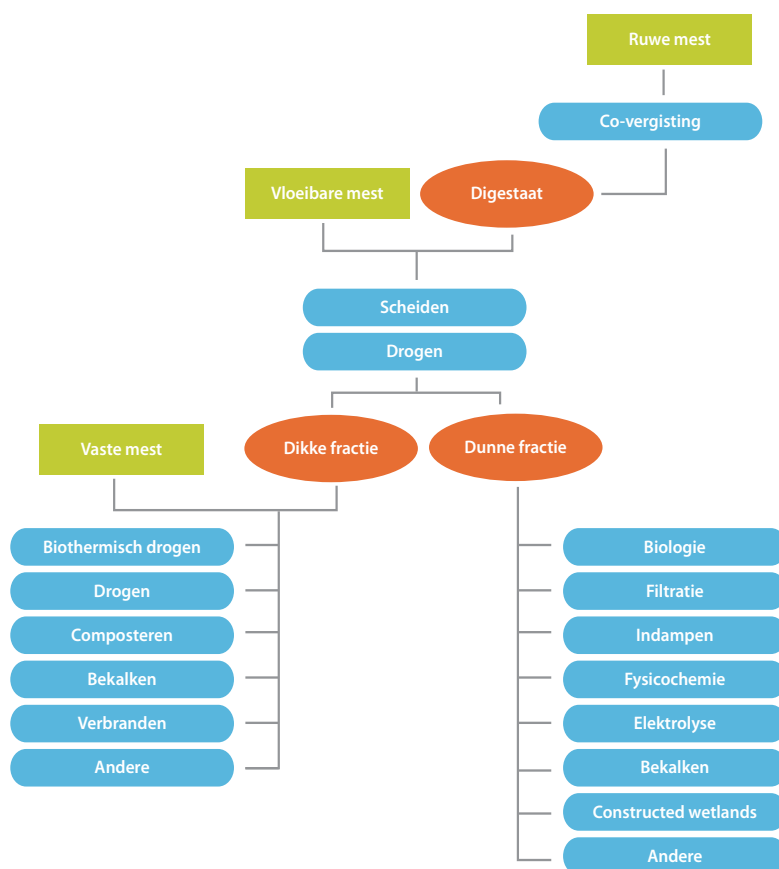 Ruwe mest
Co-vergisting
Vloeibare mest
Digestaat
Scheiden
Drogen
Vaste mest
Dikke fractie
Dunne fractie
Biothermisch drogen
Drogen
Composteren
Bekalken
Verbranden
Andere
Biologie
Filtratie
Indampen
Fysicochemie
Elektrolyse
Bekalken
Constructed wetlands
Andere